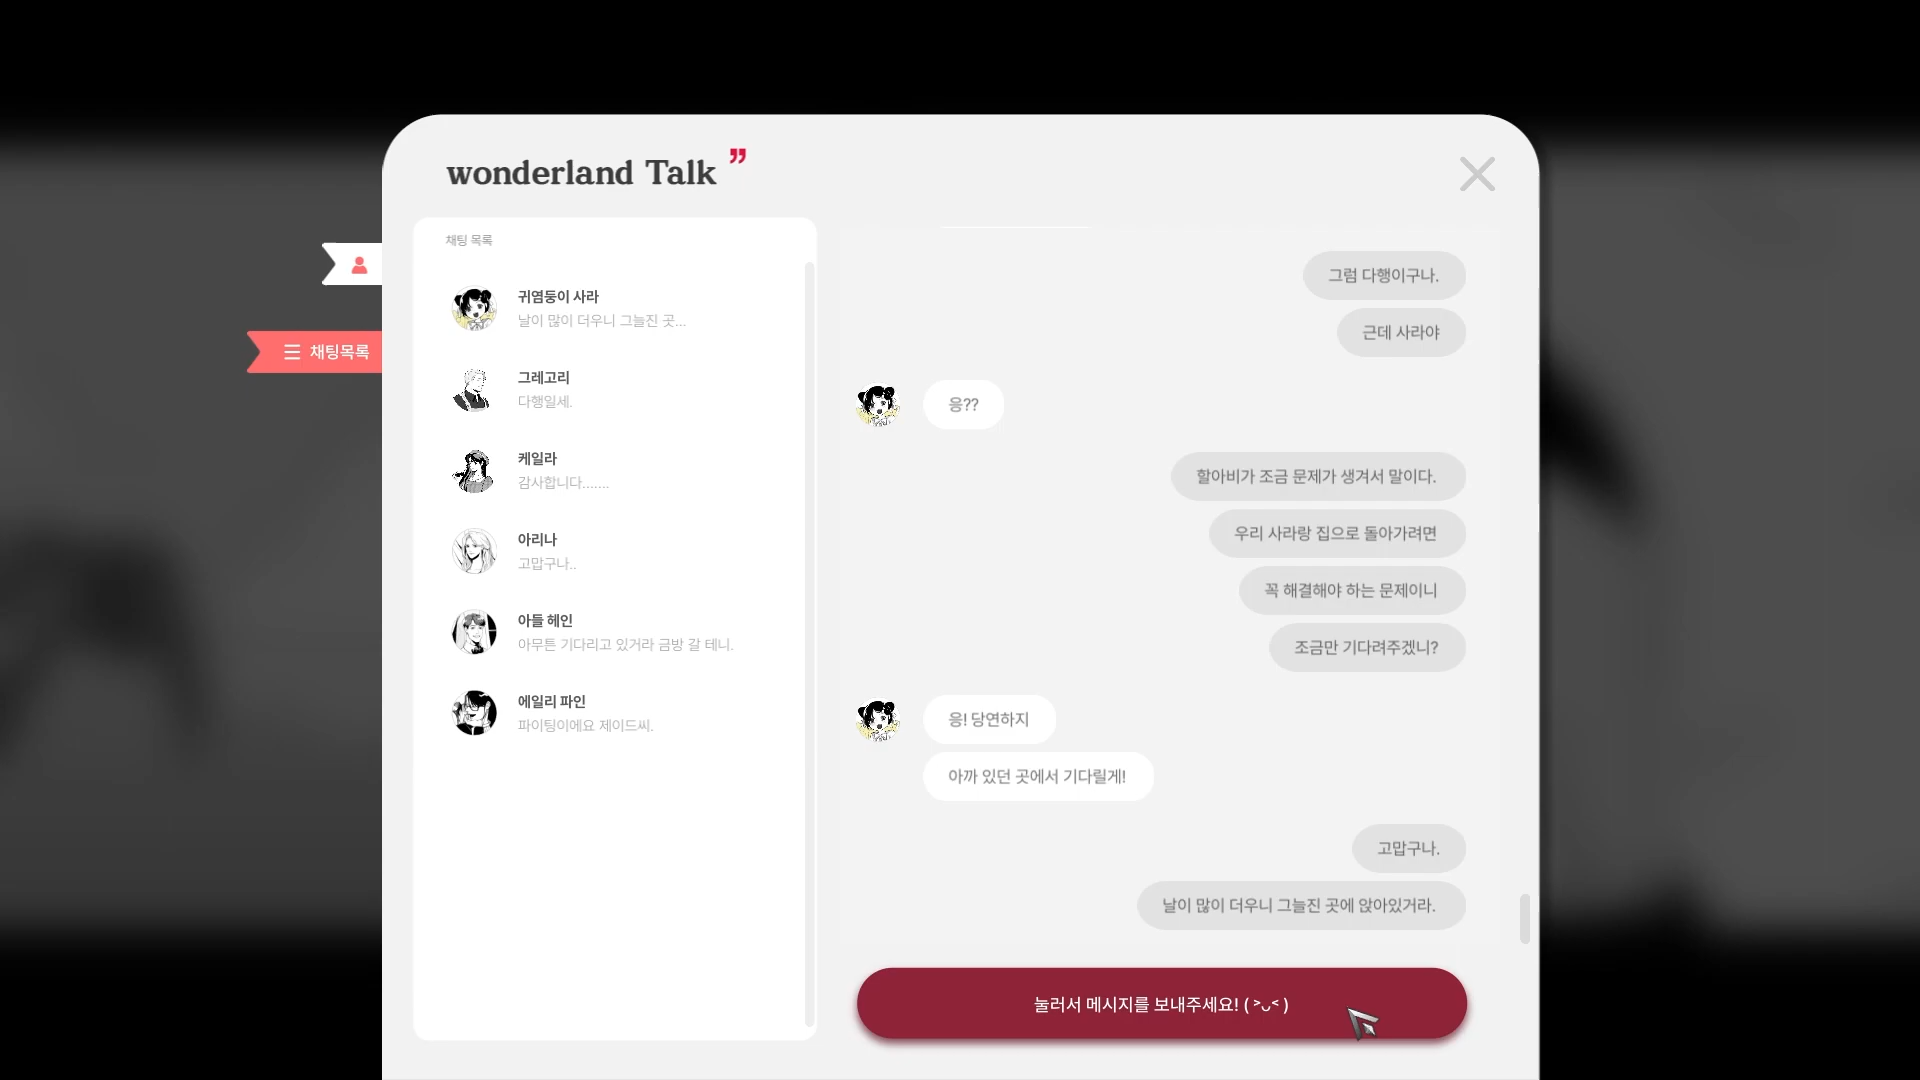 wonderland Talk ”
채팅목록
채팅 목록
귀염둥이 사라
날이 많이 더우니 그늘진 곳...
그레고리
다행일세.
케일라
감사합니다.......
아리나
고맙구나..
아들 헤인
아무튼 기다리고 있거라 금방 갈 테니.
에일리 파인
파이팅이에요 제이드씨.
그럼 다행이구나.
근데 사라야
응??
할아비가 조금 문제가 생겨서 말이다.
우리 사라랑 집으로 돌아가려면
꼭 해결해야 하는 문제이니
조금만 기다려주겠니?
응! 당연하지
아까 있던 곳에서 기다릴게!
고맙구나.
날이 많이 더우니 그늘진 곳에 앉아있거라.
눌러서 메시지를 보내주세요! ( ˃ᴗ˂ )